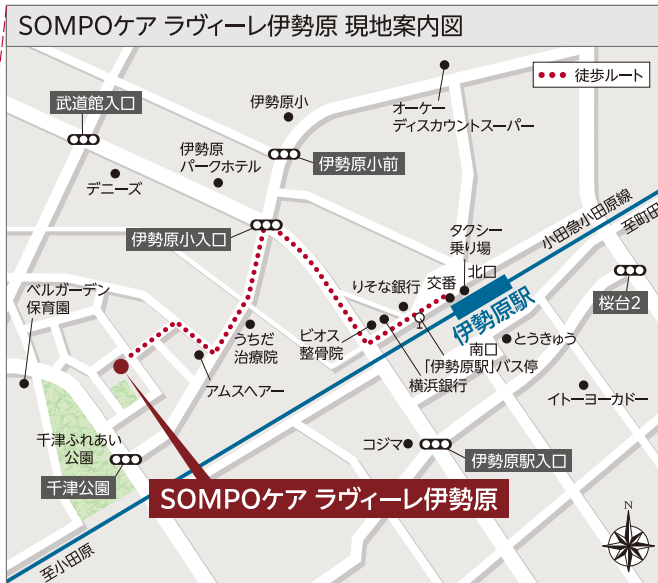 SOMPOケア ラヴィーレ伊勢原 現地案内図
徒歩ルート
武道館入口
伊勢原小
オーケー
ディスカウントスーパー
伊勢原
パークホテル
伊勢原小前
デニーズ
伊勢原小入口
タクシー
乗り場
小田急小田原線
至町田
北口
交番
りそな銀行
桜台2
ベルガーデン
保育園
伊勢原駅
うちだ
治療院
ビオス
整骨院
南口
とうきゅう
「伊勢原駅」バス停
横浜銀行
アムスヘアー
イトーヨーカドー
千津ふれあい
公園
コジマ
伊勢原駅入口
千津公園
SOMPOケア ラヴィーレ伊勢原
N
至小田原